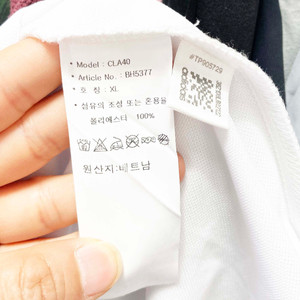 * Model : CLA40
* Article No. : BH5377
* 호 칭 : XL
* 섬유의 조성 또는 혼용율
폴리에스터 100%
원산지:베트남
#TP905729